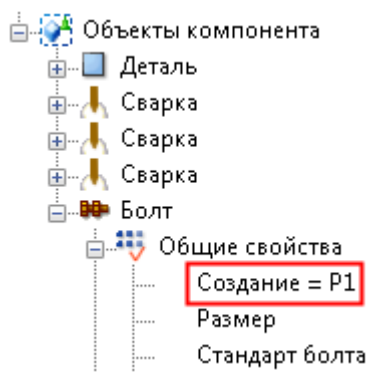 Объекты компонента
Деталь
Сварка
Сварка
Сварка
Болт
Общие свойства
Создание = P1
Размер
Стандарт болта